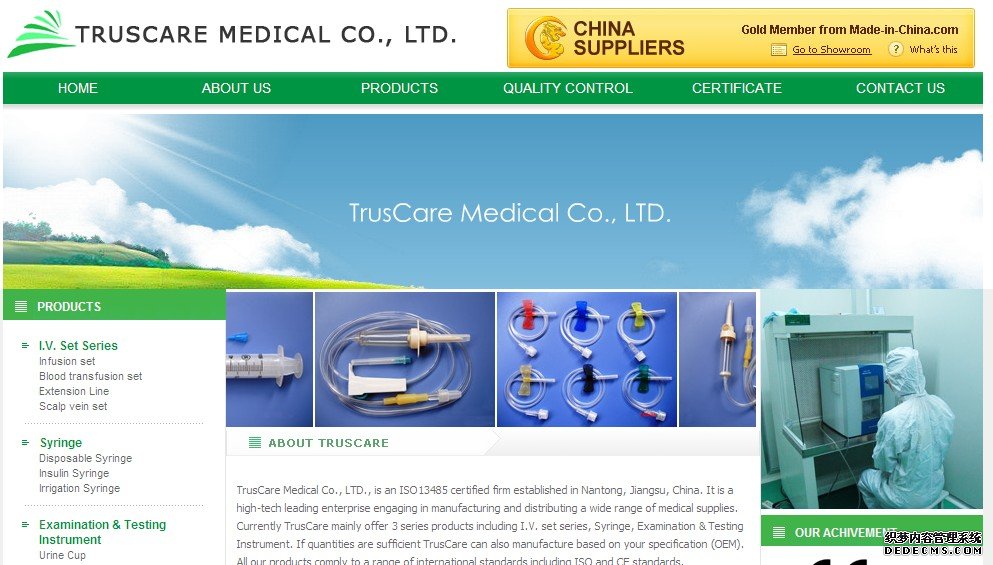 TRUSCARE MEDICAL CO., LTD.
CHINA
SUPPLIERS
Gold Member from Made-in-China.com
Go to Showroom
? What's this
HOME
ABOUT US
PRODUCTS
QUALITY CONTROL
CERTIFICATE
CONTACT US
TrusCare Medical Co., LTD.
PRODUCTS
I.V. Set Series
Infusion set
Blood transfusion set
Extension Line
Scalp vein set
Syringe
Disposable Syringe
Insulin Syringe
Irrigation Syringe
Examination & Testing
Instrument
Urine Cup
ABOUT TRUSCARE
TrusCare Medical Co., LTD., is an ISO13485 certified firm established in Nantong, Jiangsu, China. It is a
high-tech leading enterprise engaging in manufacturing and distributing a wide range of medical supplies.
Currently TrusCare mainly offer 3 series products including I.V. set series, Syringe, Examination & Testing
Instrument. If quantities are sufficient TrusCare can also manufacture based on your specification (OEM).
All our products comply to a range of international standards including ISO and CE standards.
OUR ACHIVEMENT
织梦内容管理系统
DEDECMS.COM